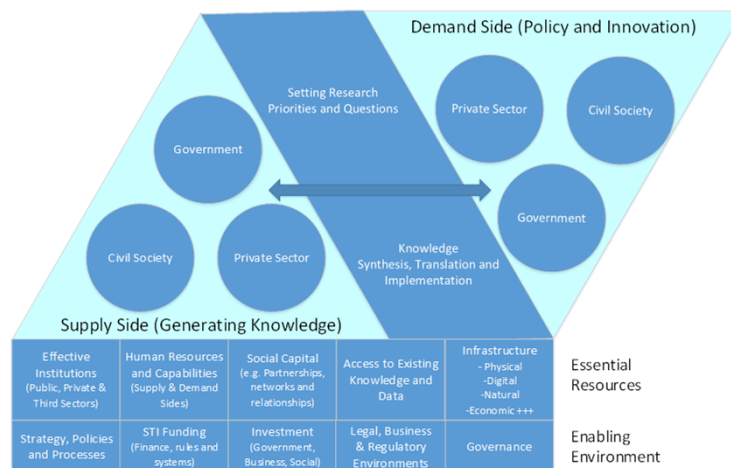 Demand Side (Policy and Innovation)
Setting Research
Priorities and Questions
Private Sector
Civil Society
Government
Government
Civil Society
Private Sector
Knowledge
Synthesis, Translation and
Implementation
Supply Side (Generating Knowledge)
Effective
Institutions
(Public, Private &
Third Sectors)
Human Resources
and Capabilities
(Supply & Demand
Sides)
Social Capital
(e.g. Partnerships,
networks and
relationships)
Access to Existing
Knowledge and
Data
Infrastructure
- Physical
-Digital
-Natural
-Economic +++
Essential
Resources
Strategy, Policies
and Processes
STI Funding
(Finance, rules and
systems)
Investment
(Government,
Business, Social)
Legal, Business
& Regulatory
Environments
Governance
Enabling
Environment